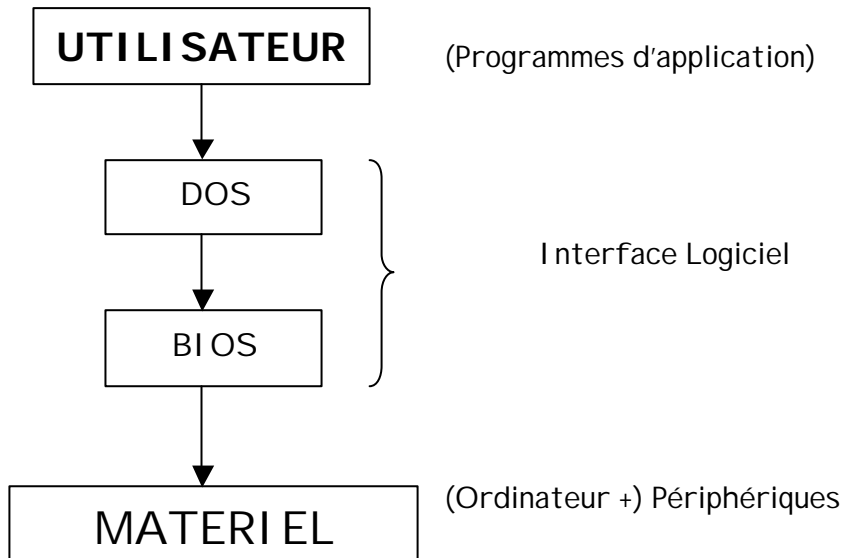 UTILISATEUR
(Programmes d'application)
DOS
Interface Logiciel
BIOS
(Ordinateur +) Périphériques
MATERIEL